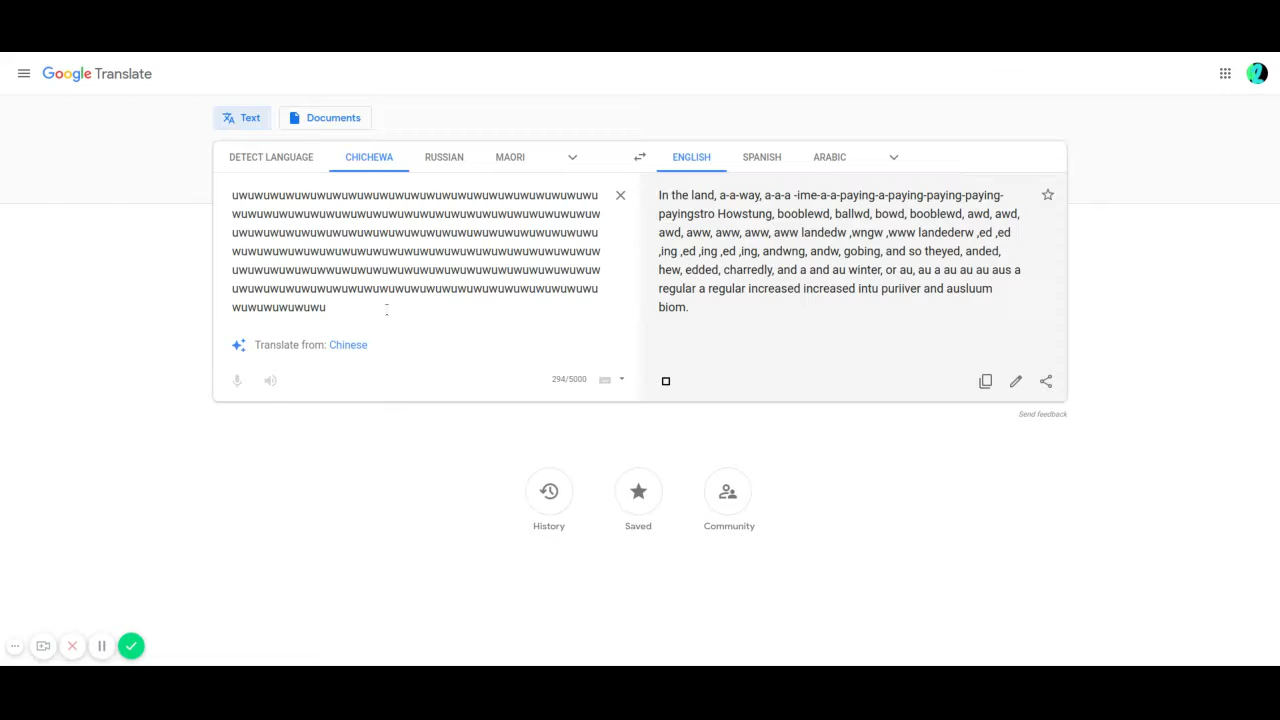 Google Translate
Text
Documents
DETECT LANGUAGE CHICHEWA RUSSIAN MAORI
ENGLISH SPANISH ARABIC
uwuwuwuwuwuwuwuwuwuwuwuwuwuwuwuwuwuwuwuwuwuwuwu
wuwuwuwuwuwuwuwuwuwuwuwuwuwuwuwuwuwuwuwuwuwuwuw
uwuwuwuwuwuwuwuwuwuwuwuwuwuwuwuwuwuwuwuwuwuwuwu
wuwuwuwuwuwuwuwuwuwuwuwuwuwuwuwuwuwuwuwuwuwuwuw
uwuwuwuwuwwuwuwuwuwuwuwuwuwuwuwuwuwuwuwuwuwuwuw
uwuwuwuwuwuwuwuwuwuwuwuwuwuwuwuwuwuwuwuwuwuwuwu
wuwuwuwuwuwu
Translate from: Chinese
294/5000
In the land, a-a-way, a-a-a -ime-a-a-paying-a-paying-paying-paying-
payingstro Howstung, booblewd, ballwd, bowd, booblewd, awd, awd,
awd, aww, aww, aww, aww landedw ,wngw ,www landederw ,ed ,ed
,ing ,ed ,ing ,ed ,ing, andwng, andw, gobing, and so theyed, anded,
hew, edded, charredly, and a and au winter, or au, au a au au au aus a
regular a regular increased increased intu puriiver and ausluum
biom.
Send feedback
History
Saved
Community